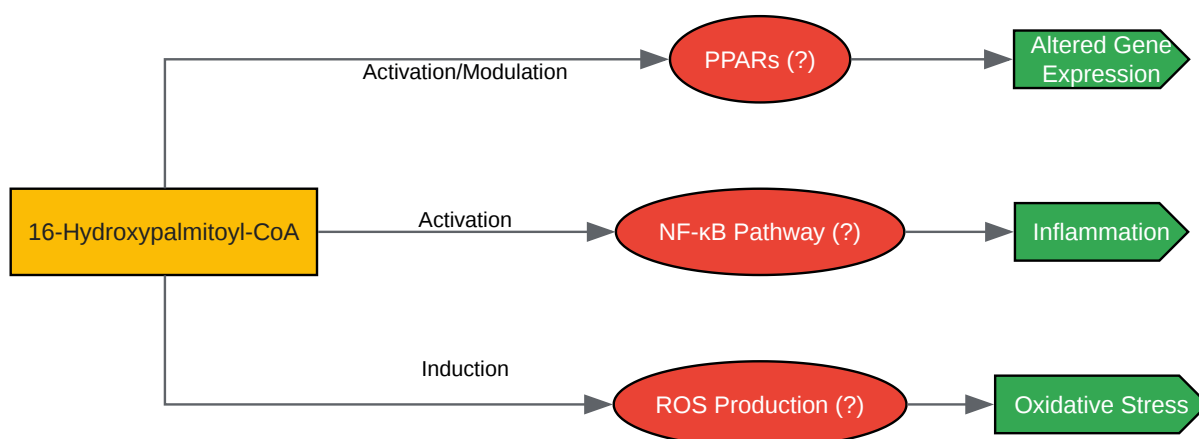 Activation/Modulation
PPARs (?)
Altered Gene
Expression
16-Hydroxypalmitoyl-CoA
Activation
NF-κB Pathway (?)
Inflammation
Induction
ROS Production (?)
Oxidative Stress